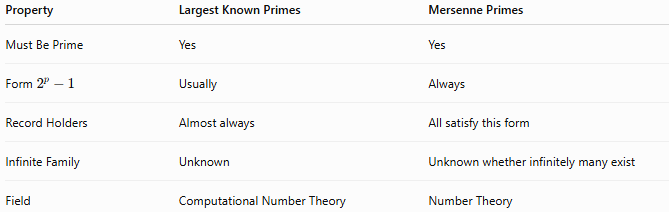 Property Largest Known Primes Mersenne Primes
Must Be Prime Yes Yes
Form 2^p − 1 Usually Always
Record Holders Almost always All satisfy this form
Infinite Family Unknown Unknown whether infinitely many exist
Field Computational Number Theory Number Theory